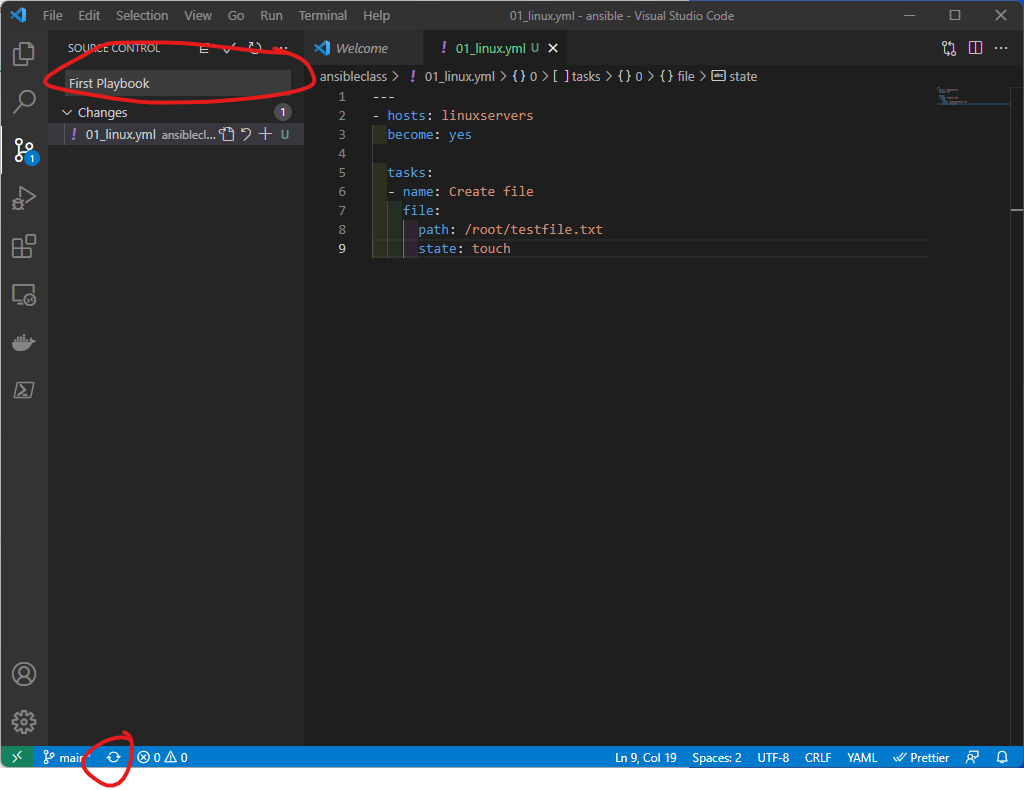 File Edit Selection View Go Run Terminal Help 01_linux.yml - ansible - Visual Studio Code
SOURCE CONTROL
Welcome
! 01_linux.yml U
First Playbook
ansibleclass > ! 01_linux.yml > {} 0 > [ ] tasks > {} 0 > {} file > abc state
Changes 1
! 01_linux.yml ansiblecl... U
1
1 ---
2 - hosts: linuxservers
3 become: yes
4
5 tasks:
6 - name: Create file
7 file:
8 path: /root/testfile.txt
9 state: touch
main* 0 0 Ln 9, Col 19 Spaces: 2 UTF-8 CRLF YAML Prettier